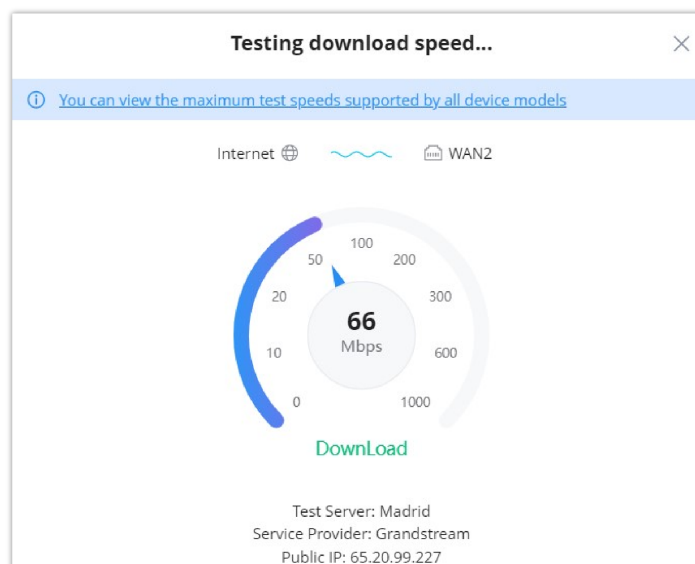 Testing download speed...
You can view the maximum test speeds supported by all device models
Internet WAN2
100
50 200
20 300
66
Mbps
10 600
0 1000
DownLoad
Test Server: Madrid
Service Provider: Grandstream
Public IP: 65.20.99.227